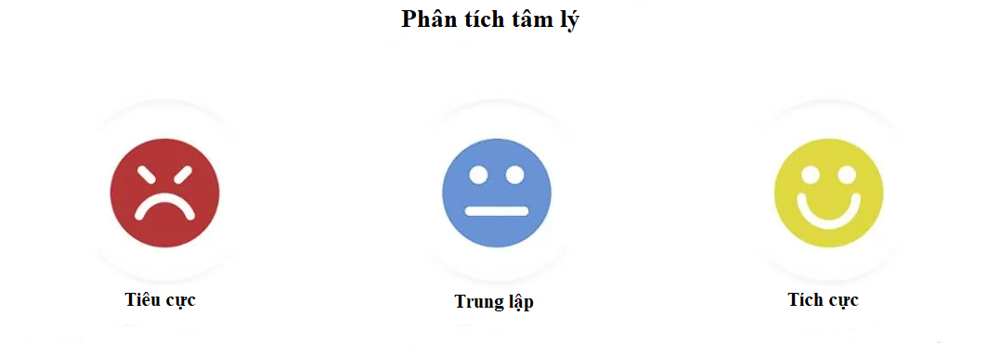 Phân tích tâm lý
Tiêu cực
Trung lập
Tích cực